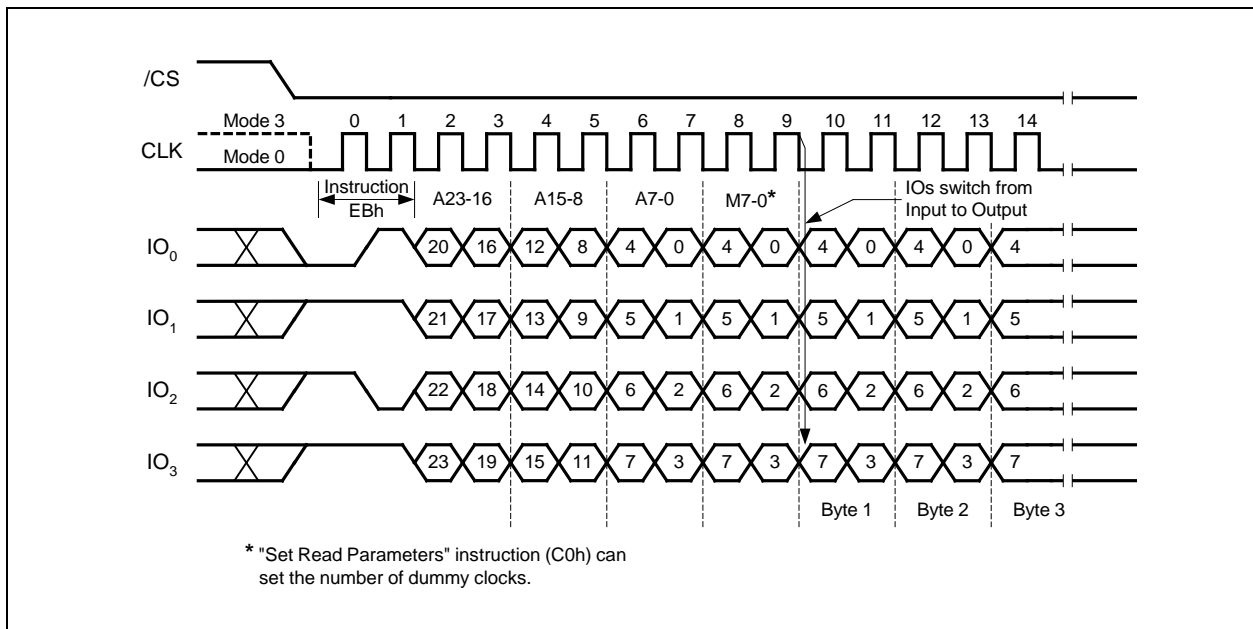 /CS
Mode 3 0 1 2 3 4 5 6 7 8 9 10 11 12 13 14
CLK
Mode 0
Instruction A23-16 A15-8 A7-0 M7-0* IOs switch from
EBh Input to Output
IO0 20 16 12 8 4 0 4 0 4 0 4 0 4
IO1 21 17 13 9 5 1 5 1 5 1 5 1 5
IO2 22 18 14 10 6 2 6 2 6 2 6 2 6
IO3 23 19 15 11 7 3 7 3 7 3 7 3 7
Byte 1 Byte 2 Byte 3
* "Set Read Parameters" instruction (C0h) can
set the number of dummy clocks.